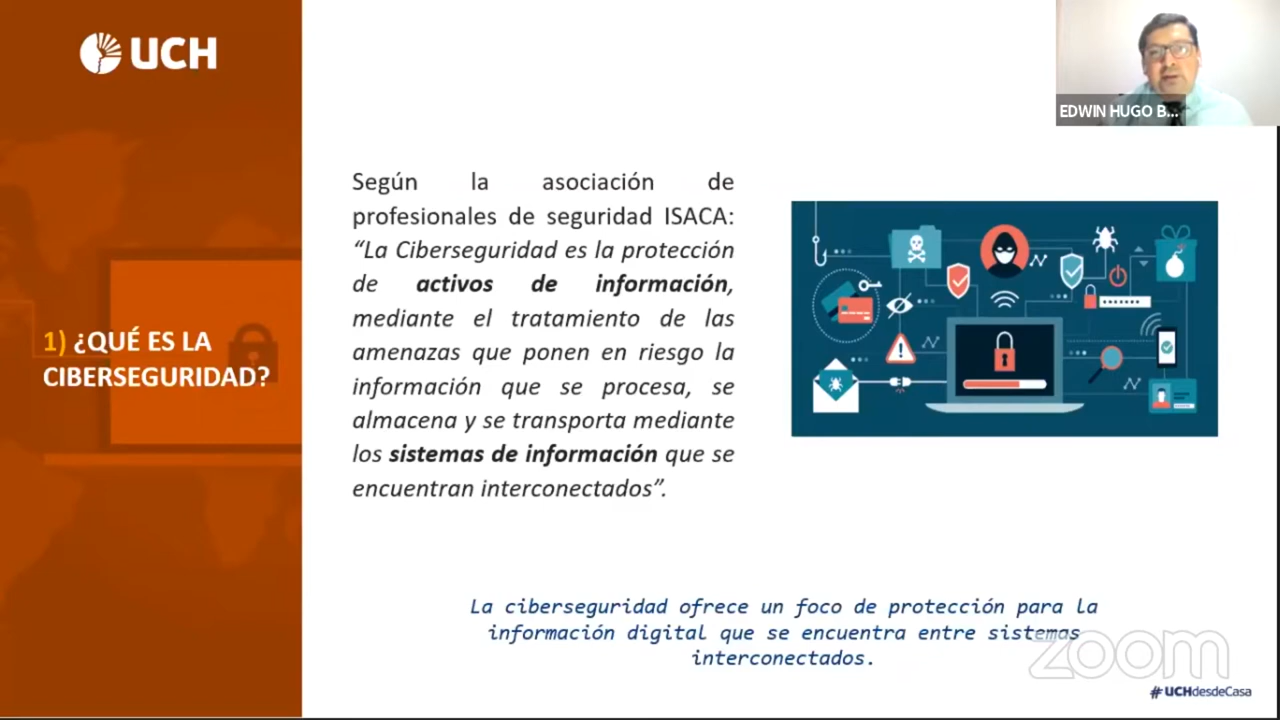 UCH
EDWIN HUGO B...
1) ¿QUÉ ES LA
CIBERSEGURIDAD?
Según la asociación de
profesionales de seguridad ISACA:
“La Ciberseguridad es la protección
de activos de información,
mediante el tratamiento de las
amenazas que ponen en riesgo la
información que se procesa, se
almacena y se transporta mediante
los sistemas de información que se
encuentran interconectados”.
La ciberseguridad ofrece un foco de protección para la
información digital que se encuentra entre sistemas
interconectados.
zoom
#UCHdesdeCasa